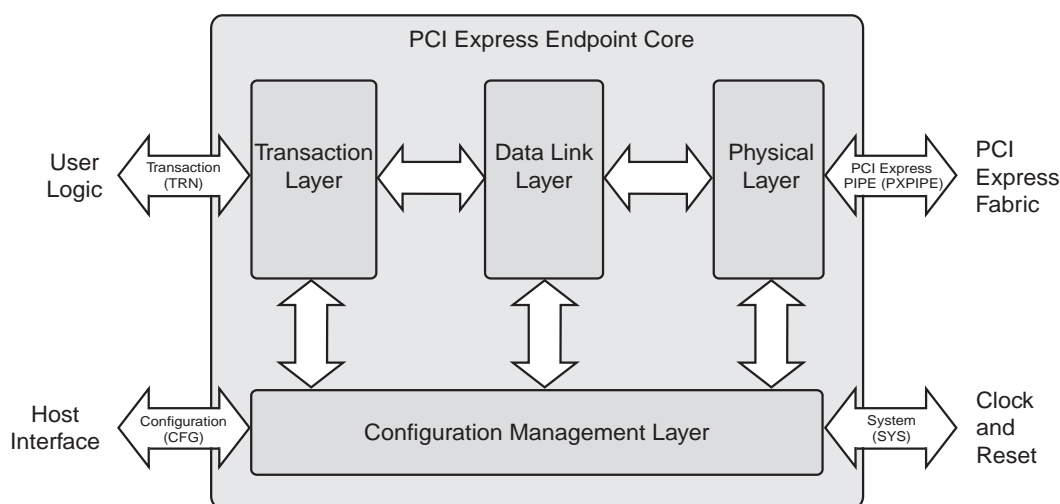 PCI Express Endpoint Core
User
Logic
Transaction
(TRN)
Transaction
Layer
Data Link
Layer
Physical
Layer
PCI Express
PIPE (PXPIPE)
PCI
Express
Fabric
Host
Interface
Configuration
(CFG)
Configuration Management Layer
System
(SYS)
Clock
and
Reset